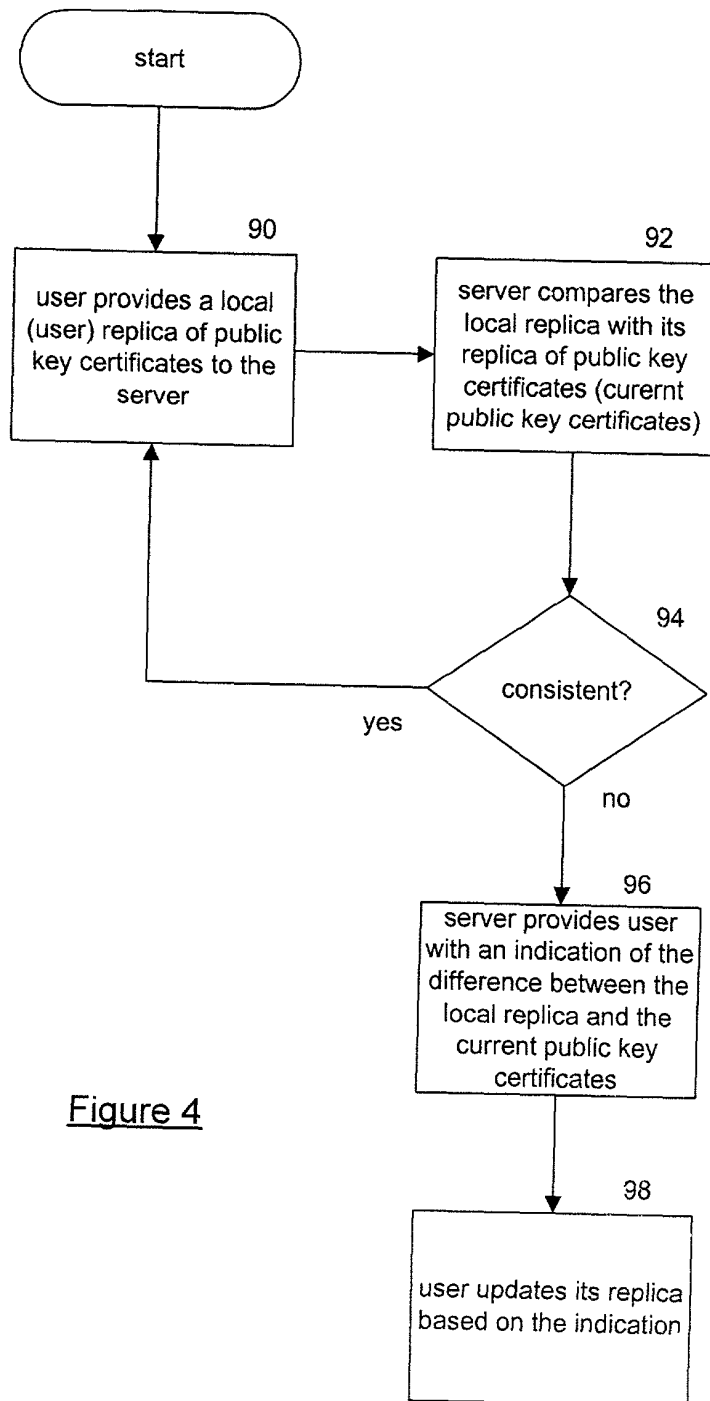 start
90
user provides a local
(user) replica of public
key certificates to the
server
92
server compares the
local replica with its
replica of public key
certificates (curernt
public key certificates)
94
consistent?
yes
no
96
server provides user
with an indication of the
difference between the
local replica and the
current public key
certificates
Figure 4
98
user updates its replica
based on the indication